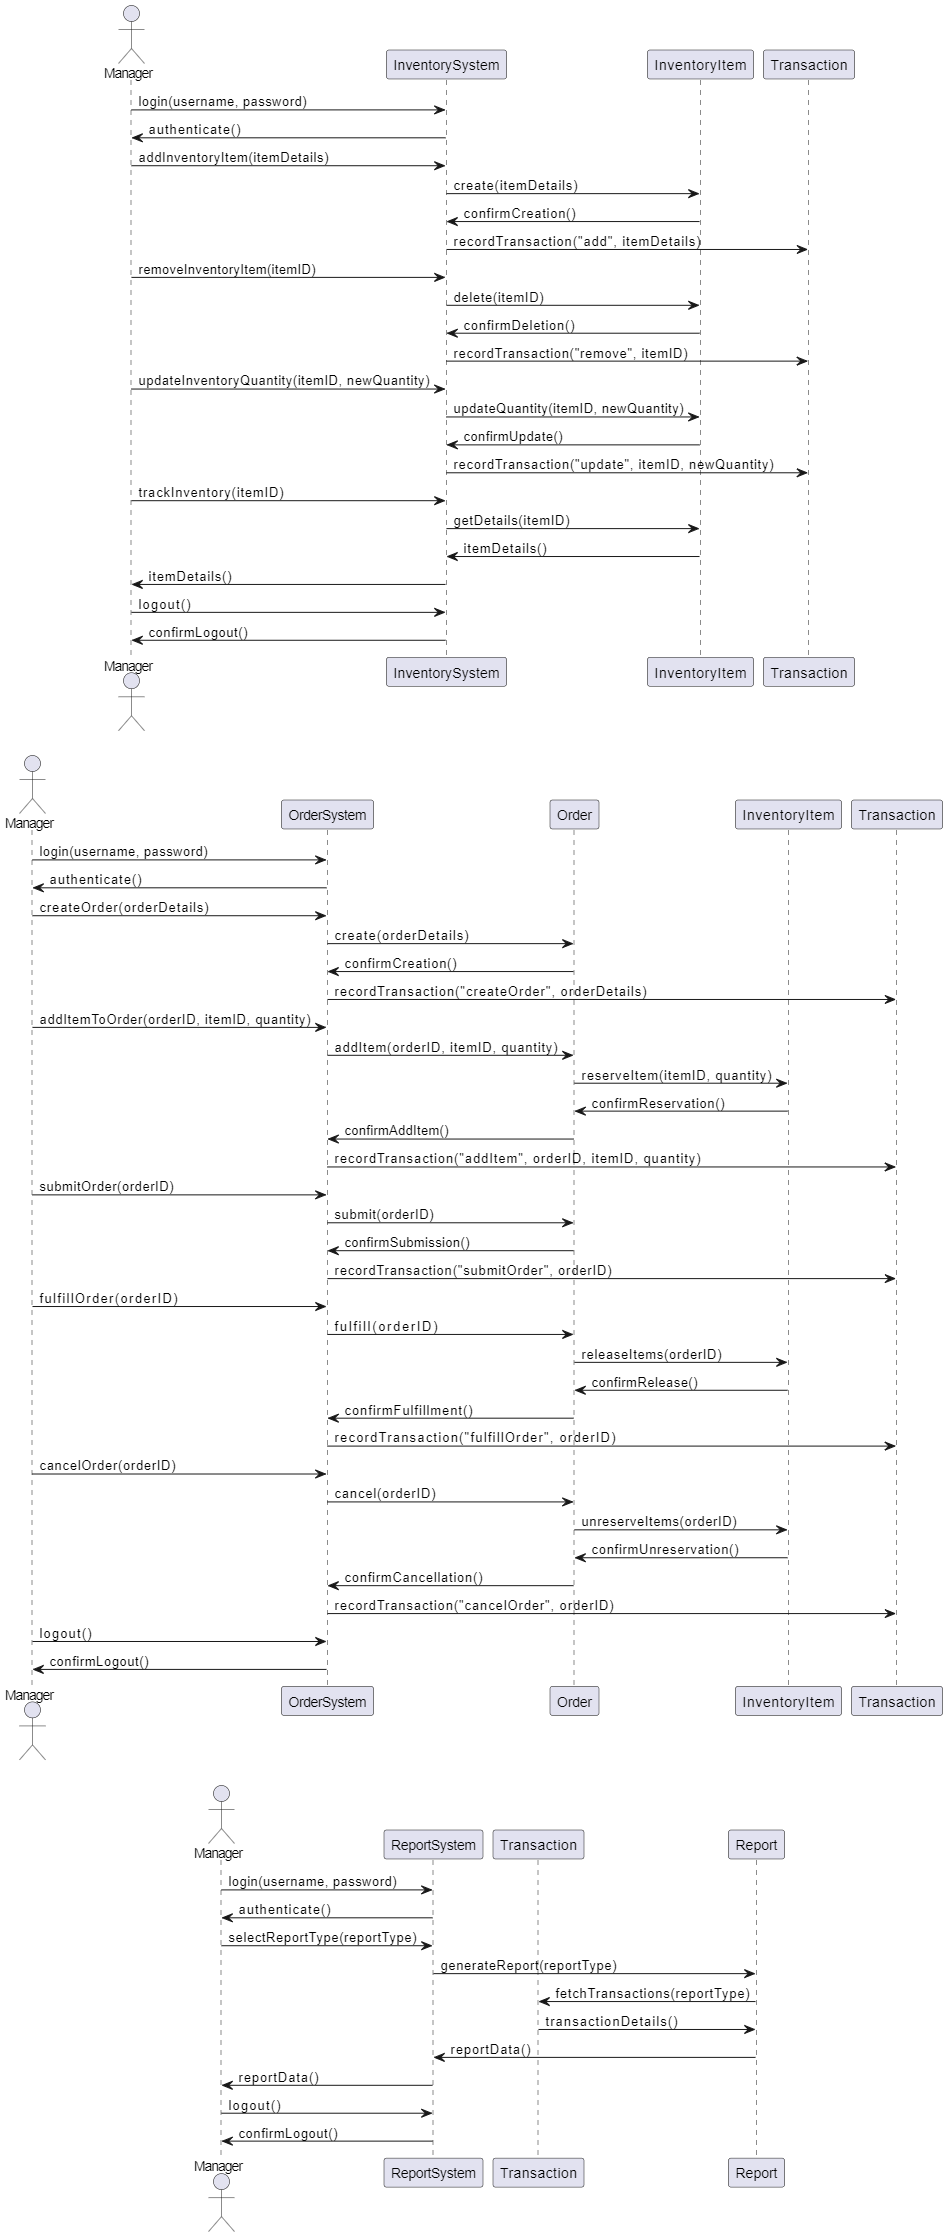 Manager
InventorySystem
InventoryItem
Transaction
login(username, password)
authenticate()
addInventoryItem(itemDetails)
create(itemDetails)
confirmCreation()
recordTransaction("add", itemDetails)
removeInventoryItem(itemID)
delete(itemID)
confirmDeletion()
recordTransaction("remove", itemID)
updateInventoryQuantity(itemID, newQuantity)
updateQuantity(itemID, newQuantity)
confirmUpdate()
recordTransaction("update", itemID, newQuantity)
trackInventory(itemID)
getDetails(itemID)
itemDetails()
itemDetails()
logout()
confirmLogout()
Manager
InventorySystem
InventoryItem
Transaction
Manager
OrderSystem
Order
InventoryItem
Transaction
login(username, password)
authenticate()
createOrder(orderDetails)
create(orderDetails)
confirmCreation()
recordTransaction("createOrder", orderDetails)
addItemToOrder(orderID, itemID, quantity)
addItem(orderID, itemID, quantity)
reserveItem(itemID, quantity)
confirmReservation()
confirmAddItem()
recordTransaction("addItem", orderID, itemID, quantity)
submitOrder(orderID)
submit(orderID)
confirmSubmission()
recordTransaction("submitOrder", orderID)
fulfillOrder(orderID)
fulfill(orderID)
releaseItems(orderID)
confirmRelease()
confirmFulfillment()
recordTransaction("fulfillOrder", orderID)
cancelOrder(orderID)
cancel(orderID)
unreserveItems(orderID)
confirmUnreservation()
confirmCancellation()
recordTransaction("cancelOrder", orderID)
logout()
confirmLogout()
Manager
OrderSystem
Order
InventoryItem
Transaction
Manager
ReportSystem
Transaction
Report
login(username, password)
authenticate()
selectReportType(reportType)
generateReport(reportType)
fetchTransactions(reportType)
transactionDetails()
reportData()
reportData()
logout()
confirmLogout()
Manager
ReportSystem
Transaction
Report